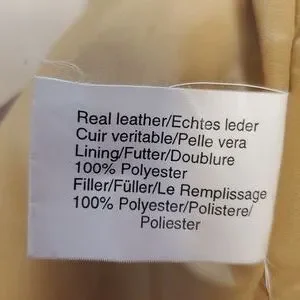 Real leather/Echtes leder
Cuir veritable/Pelle vera
Lining/Futter/Doublure
100% Polyester
Filler/Füller/Le Remplissage
100% Polyester/Polistere/
Poliester